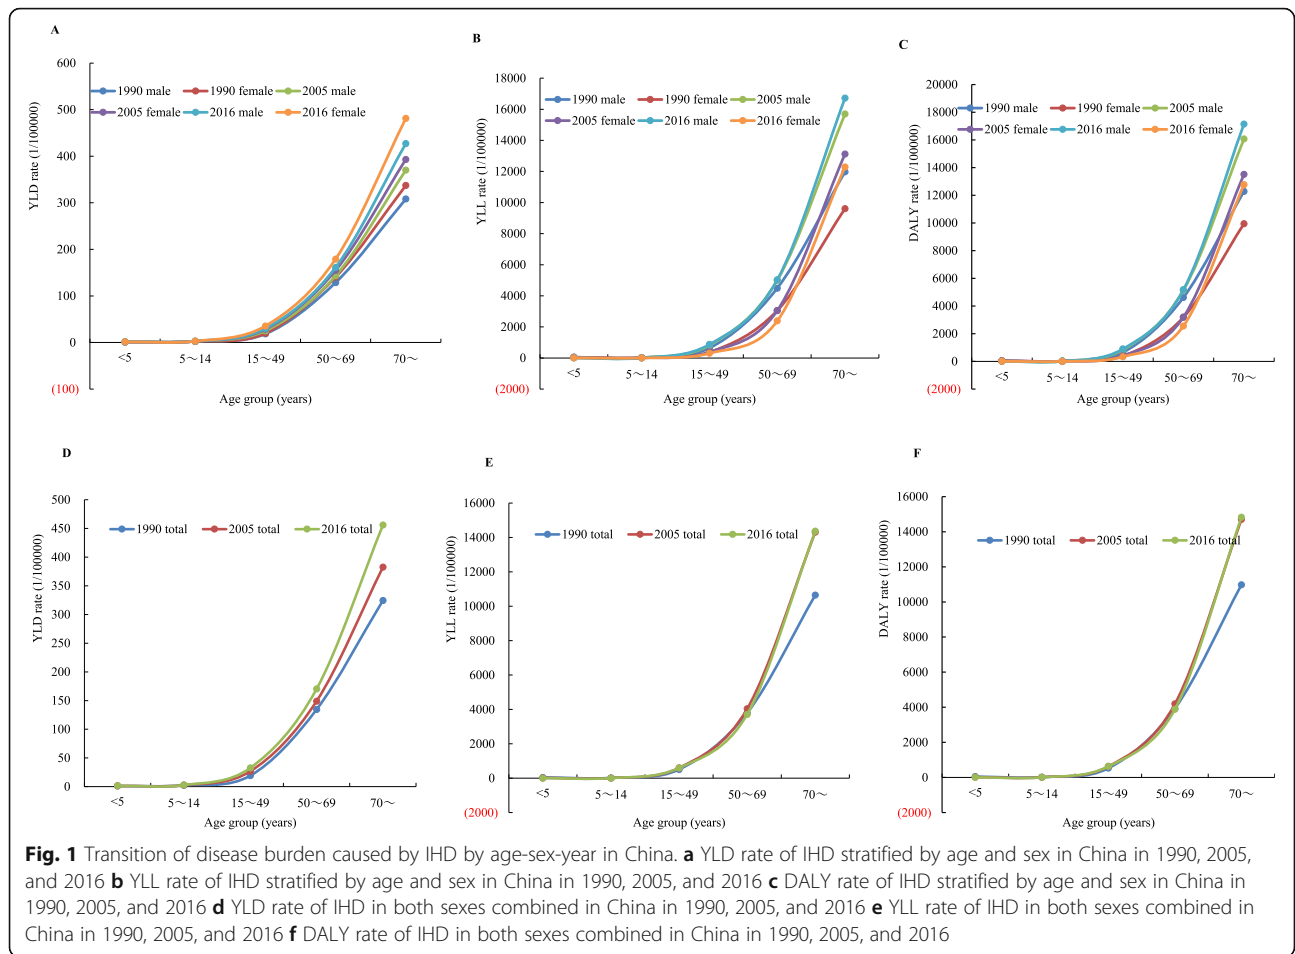 A
600
500
400
300
200
100
0
(100)
YLD rate (1/100000)
1990 male 1990 female 2005 male
2005 female 2016 male 2016 female
<5 5～14 15～49 50～69 70～
Age group (years)
B
18000
16000
14000
12000
10000
8000
6000
4000
2000
0
(2000)
YLL rate (1/100000)
1990 male 1990 female 2005 male
2005 female 2016 male 2016 female
<5 5～14 15～49 50～69 70～
Age group (years)
C
20000
18000
16000
14000
12000
10000
8000
6000
4000
2000
0
(2000)
DALY rate (1/100000)
1990 male 1990 female 2005 male
2005 female 2016 male 2016 female
<5 5～14 15～49 50～69 70～
Age group (years)
D
500
450
400
350
300
250
200
150
100
50
0
YLD rate (1/100000)
1990 total 2005 total 2016 total
<5 5～14 15～49 50～69 70～
Age group (years)
E
16000
14000
12000
10000
8000
6000
4000
2000
0
(2000)
YLL rate (1/100000)
1990 total 2005 total 2016 total
<5 5～14 15～49 50～69 70～
Age group (years)
F
16000
14000
12000
10000
8000
6000
4000
2000
0
(2000)
DALY rate (1/100000)
1990 total 2005 total 2016 total
<5 5～14 15～49 50～69 70～
Age group (years)
Fig. 1 Transition of disease burden caused by IHD by age-sex-year in China. a YLD rate of IHD stratified by age and sex in China in 1990, 2005,
and 2016 b YLL rate of IHD stratified by age and sex in China in 1990, 2005, and 2016 c DALY rate of IHD stratified by age and sex in China in
1990, 2005, and 2016 d YLD rate of IHD in both sexes combined in China in 1990, 2005, and 2016 e YLL rate of IHD in both sexes combined in
China in 1990, 2005, and 2016 f DALY rate of IHD in both sexes combined in China in 1990, 2005, and 2016